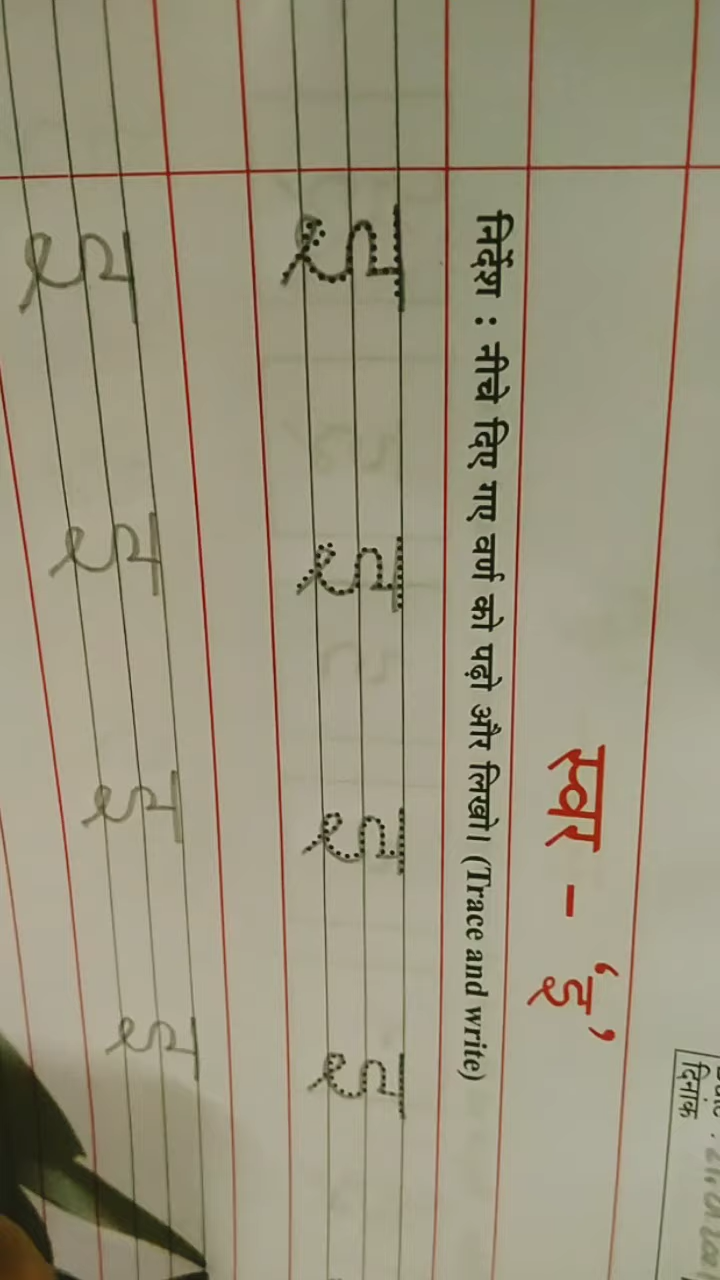 दिनांक
स्वर - 'इ'
निर्देश : नीचे दिए गए वर्ण को पढ़ो और लिखो। (Trace and write)
इ इ इ इ
इ इ इ इ